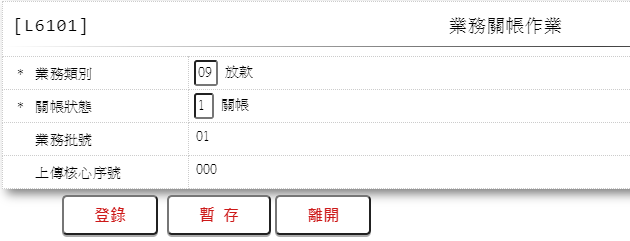 [L6101] 業務關帳作業
* 業務類別 09 放款
* 關帳狀態 1 關帳
業務批號 01
上傳核心序號 000
登錄 暫 存 離開